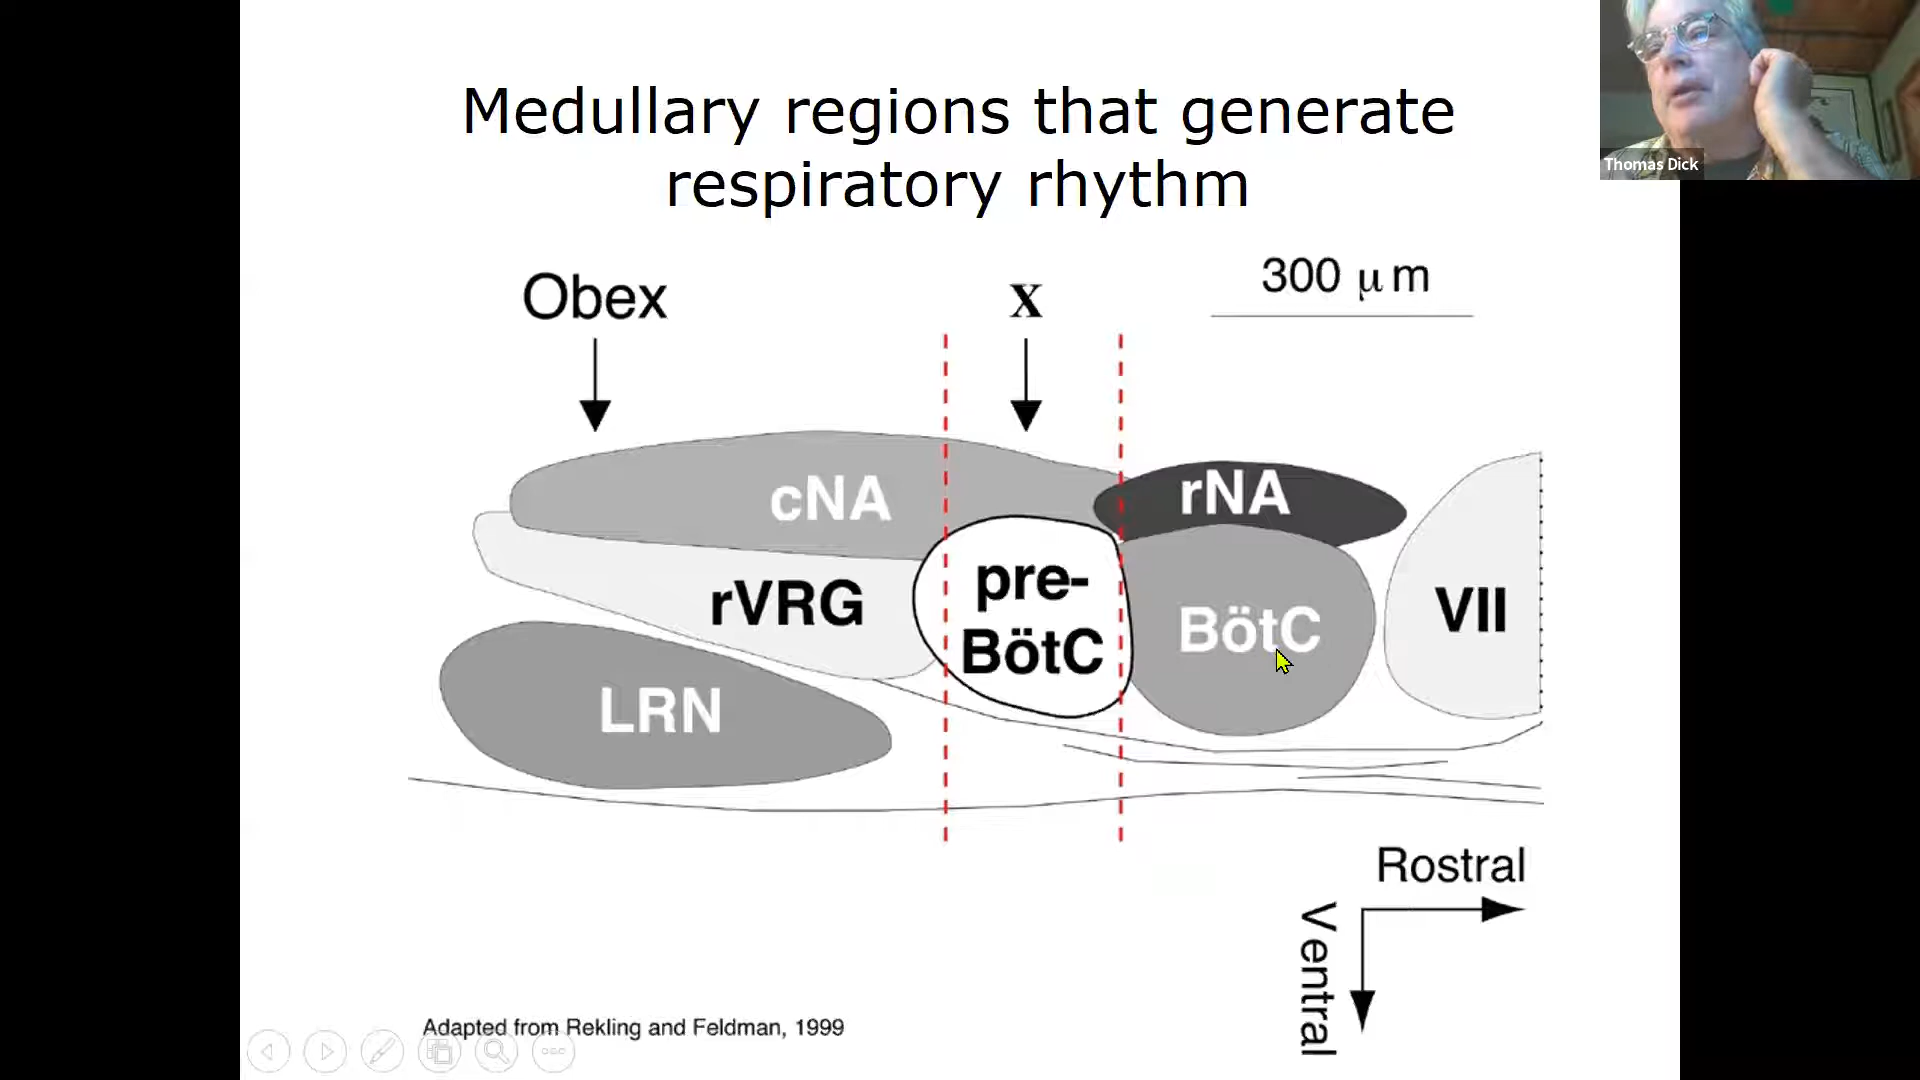 Medullary regions that generate
respiratory rhythm
Thomas Dick
Obex
X
300 μm
cNA
rNA
rVRG
pre-
BötC
BötC
VII
LRN
Rostral
Ventral
Adapted from Rekling and Feldman, 1999